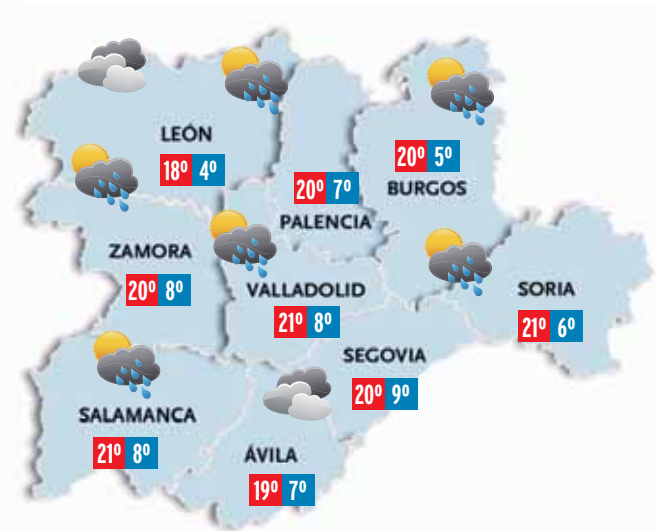 LEÓN
18º 4º
20º 5º
BURGOS
20º 7º
PALENCIA
ZAMORA
20º 8º
VALLADOLID
21º 8º
SORIA
21º 6º
SEGOVIA
20º 9º
SALAMANCA
21º 8º
ÁVILA
19º 7º